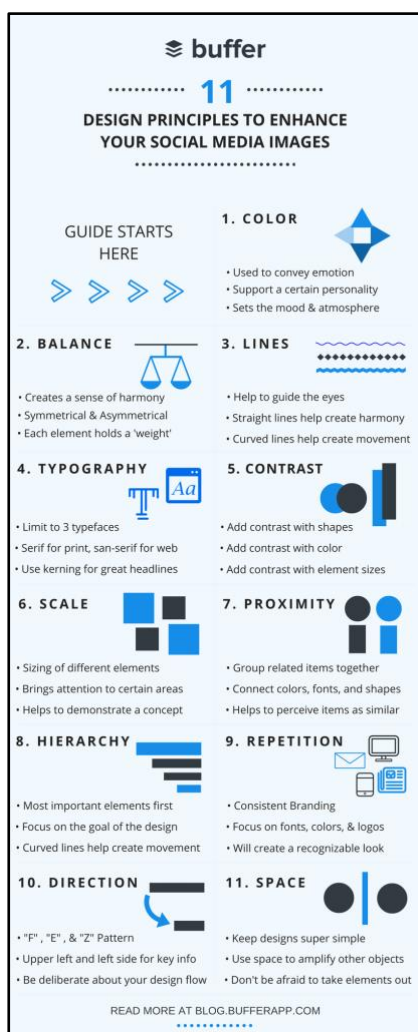 buffer
11
DESIGN PRINCIPLES TO ENHANCE
YOUR SOCIAL MEDIA IMAGES
GUIDE STARTS
HERE
1. COLOR
• Used to convey emotion
• Support a certain personality
• Sets the mood & atmosphere
2. BALANCE
• Creates a sense of harmony
• Symmetrical & Asymmetrical
• Each element holds a 'weight'
3. LINES
• Help to guide the eyes
• Straight lines help create harmony
• Curved lines help create movement
4. TYPOGRAPHY
Aa
• Limit to 3 typefaces
• Serif for print, san-serif for web
• Use kerning for great headlines
5. CONTRAST
• Add contrast with shapes
• Add contrast with color
• Add contrast with element sizes
6. SCALE
• Sizing of different elements
• Brings attention to certain areas
• Helps to demonstrate a concept
7. PROXIMITY
• Group related items together
• Connect colors, fonts, and shapes
• Helps to perceive items as similar
8. HIERARCHY
• Most important elements first
• Focus on the goal of the design
• Curved lines help create movement
9. REPETITION
• Consistent Branding
• Focus on fonts, colors, & logos
• Will create a recognizable look
10. DIRECTION
• "F" , "E" , & "Z" Pattern
• Upper left and left side for key info
• Be deliberate about your design flow
11. SPACE
• Keep designs super simple
• Use space to amplify other objects
• Don't be afraid to take elements out
READ MORE AT BLOG.BUFFERAPP.COM